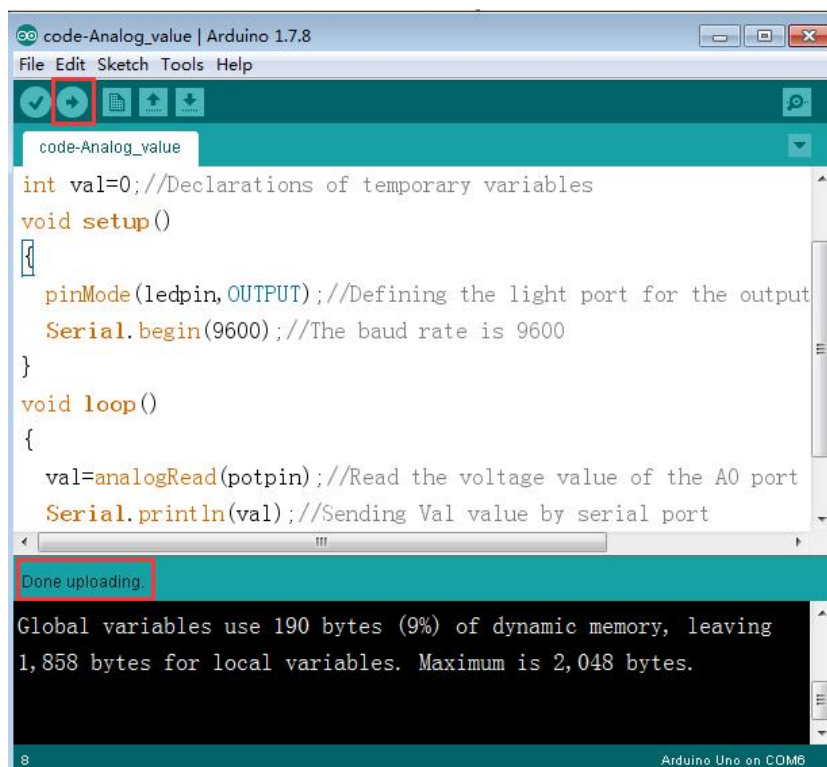 code-Analog_value | Arduino 1.7.8
File Edit Sketch Tools Help
code-Analog_value
int val=0;//Declarations of temporary variables
void setup()
{
pinMode(ledpin,OUTPUT);//Defining the light port for the output
Serial.begin(9600);//The baud rate is 9600
}
void loop()
{
val=analogRead(potpin);//Read the voltage value of the A0 port
Serial.println(val);//Sending Val value by serial port
Done uploading.
Global variables use 190 bytes (9%) of dynamic memory, leaving
1,858 bytes for local variables. Maximum is 2,048 bytes.
8 Arduino Uno on COM6